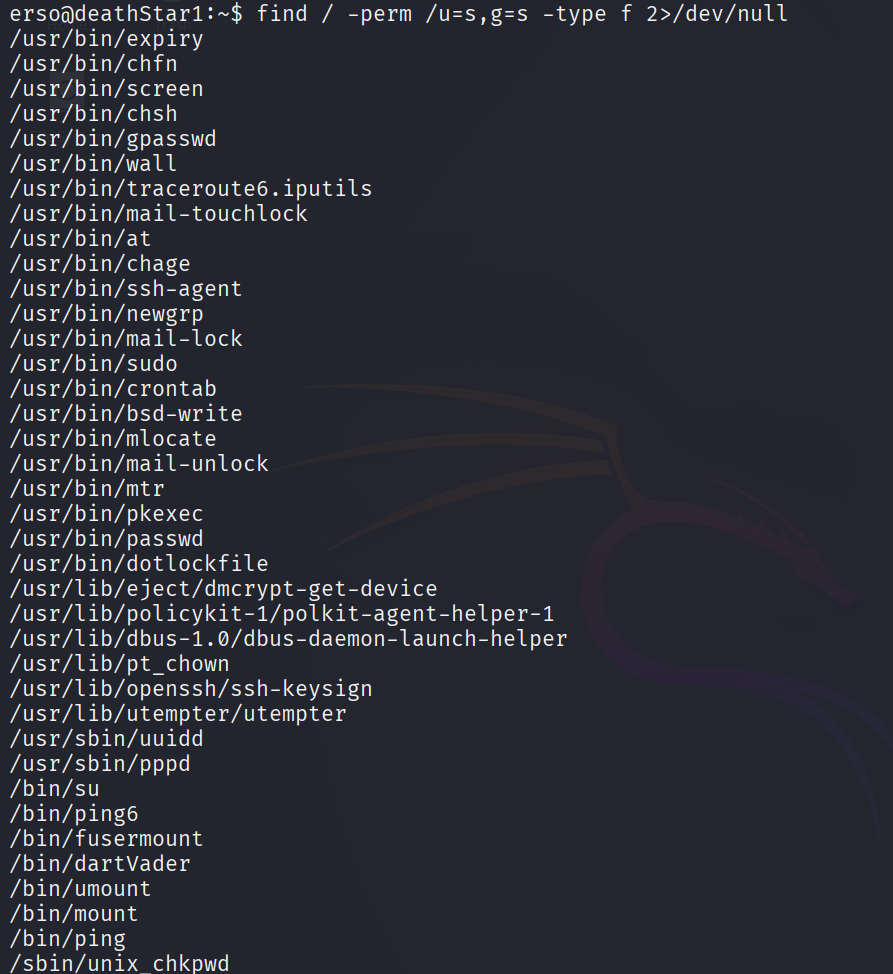 erso@deathStar1:~$ find / -perm /u=s,g=s -type f 2>/dev/null
/usr/bin/expiry
/usr/bin/chfn
/usr/bin/screen
/usr/bin/chsh
/usr/bin/gpasswd
/usr/bin/wall
/usr/bin/traceroute6.iputils
/usr/bin/mail-touchlock
/usr/bin/at
/usr/bin/chage
/usr/bin/ssh-agent
/usr/bin/newgrp
/usr/bin/mail-lock
/usr/bin/sudo
/usr/bin/crontab
/usr/bin/bsd-write
/usr/bin/mlocate
/usr/bin/mail-unlock
/usr/bin/mtr
/usr/bin/pkexec
/usr/bin/passwd
/usr/bin/dotlockfile
/usr/lib/eject/dmcrypt-get-device
/usr/lib/policykit-1/polkit-agent-helper-1
/usr/lib/dbus-1.0/dbus-daemon-launch-helper
/usr/lib/pt_chown
/usr/lib/openssh/ssh-keysign
/usr/lib/utempter/utempter
/usr/sbin/uuidd
/usr/sbin/pppd
/bin/su
/bin/ping6
/bin/fusermount
/bin/dartVader
/bin/umount
/bin/mount
/bin/ping
/sbin/unix_chkpwd